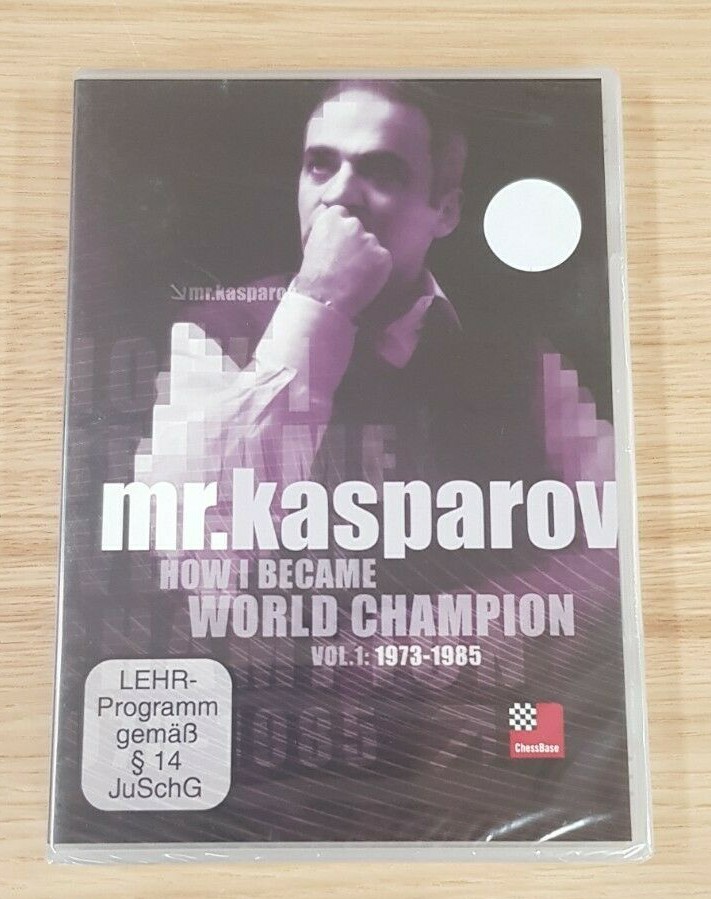 mr.kasparov
mr.kasparov
HOW I BECAME
WORLD CHAMPION
VOL.1: 1973-1985
LEHR-
Programm
gemäß
§ 14
JuSchG
ChessBase